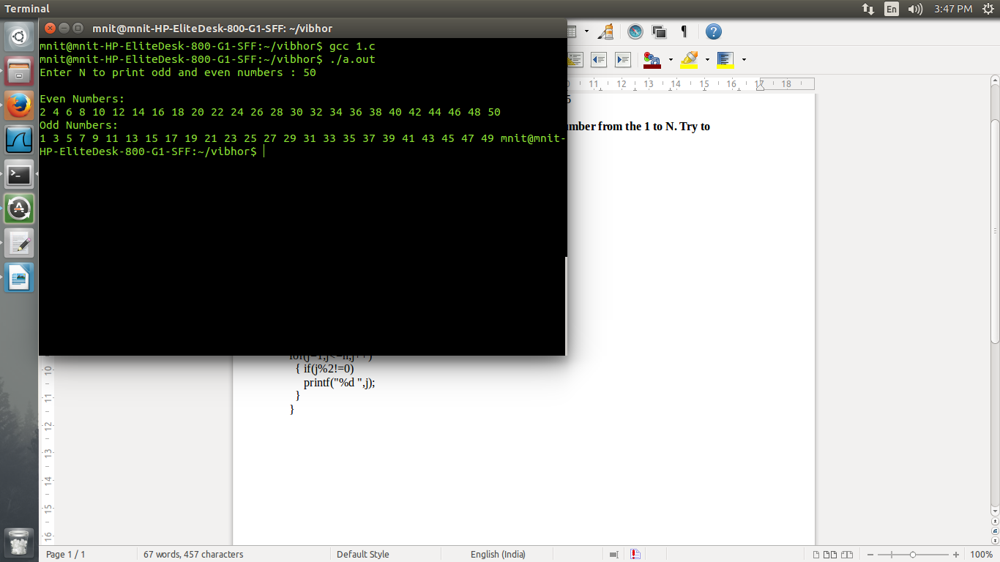 Terminal
En
3:47 PM
mnit@mnit-HP-EliteDesk-800-G1-SFF: ~/vibhor
mnit@mnit-HP-EliteDesk-800-G1-SFF:~/vibhor$ gcc 1.c
mnit@mnit-HP-EliteDesk-800-G1-SFF:~/vibhor$ ./a.out
Enter N to print odd and even numbers : 50
Even Numbers:
2 4 6 8 10 12 14 16 18 20 22 24 26 28 30 32 34 36 38 40 42 44 46 48 50
Odd Numbers:
1 3 5 7 9 11 13 15 17 19 21 23 25 27 29 31 33 35 37 39 41 43 45 47 49 mnit@mnit-
HP-EliteDesk-800-G1-SFF:~/vibhor$
11 12 13 14 15 16 17 18
5
mber from the 1 to N. Try to
{ if(j%2!=0)
printf("%d ",j);
}
}
10
11
12
13
14
15
16
Page 1 / 1
67 words, 457 characters
Default Style
English (India)
100%